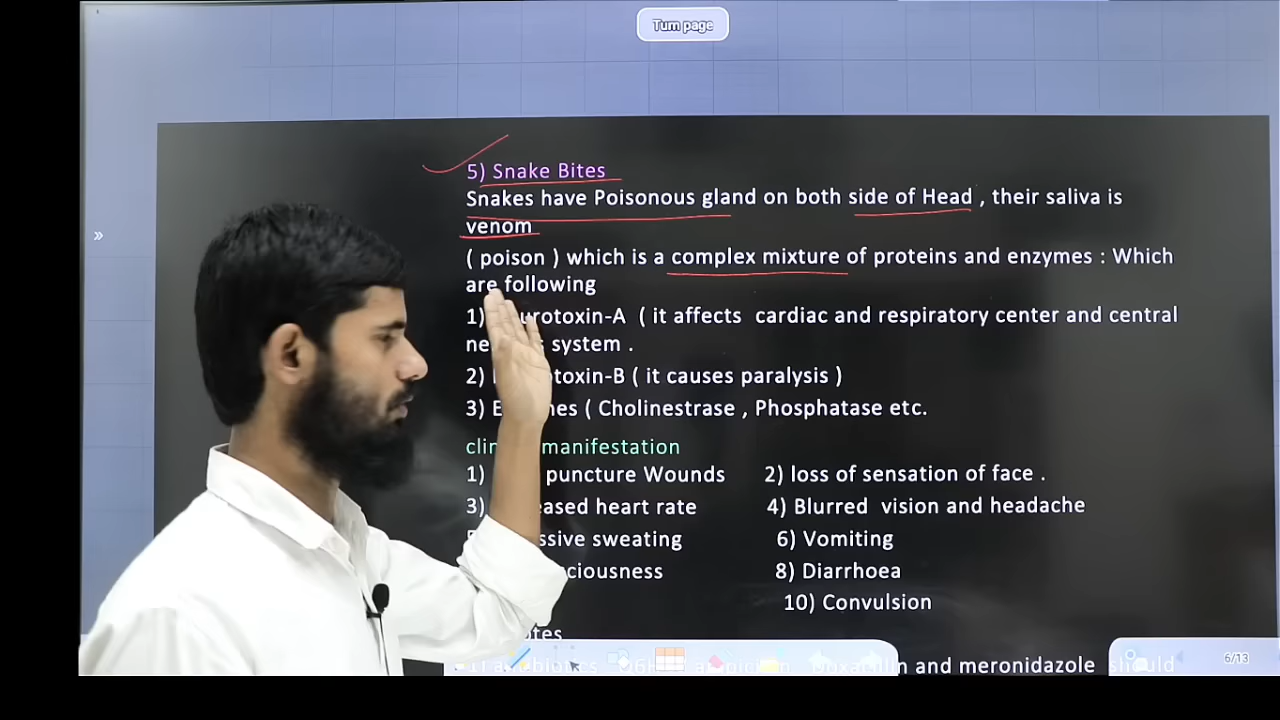 Turn page
5) Snake Bites
Snakes have Poisonous gland on both side of Head , their saliva is
venom
( poison ) which is a complex mixture of proteins and enzymes : Which
are following
1) urotoxin-A ( it affects cardiac and respiratory center and central
ne s system .
2) otoxin-B ( it causes paralysis )
3) E es ( Cholinestrase , Phosphatase etc.
clin manifestation
1) puncture Wounds 2) loss of sensation of face .
3) eased heart rate 4) Blurred vision and headache
ssive sweating 6) Vomiting
ciousness 8) Diarrhoea
10) Convulsion
otes
and meronidazole should
6/13